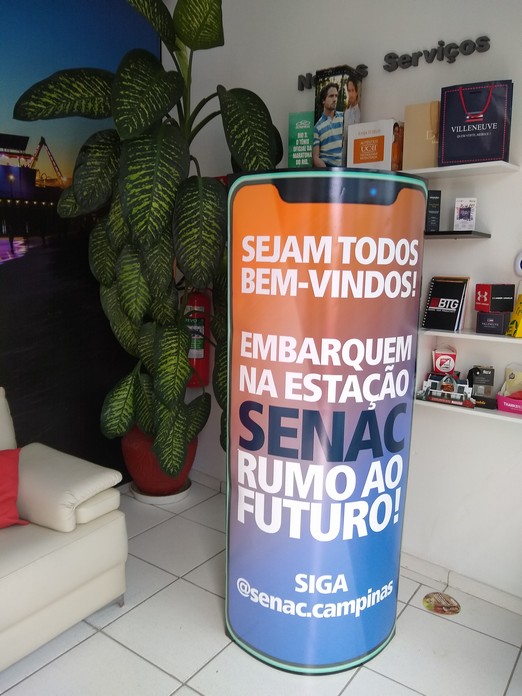 Serviços
VILLENEUVE
BTG
SEJAM TODOS
BEM-VINDOS!
EMBARQUEM
NA ESTAÇÃO
SENAC
RUMO AO
FUTURO!
SIGA
@senac.campinas